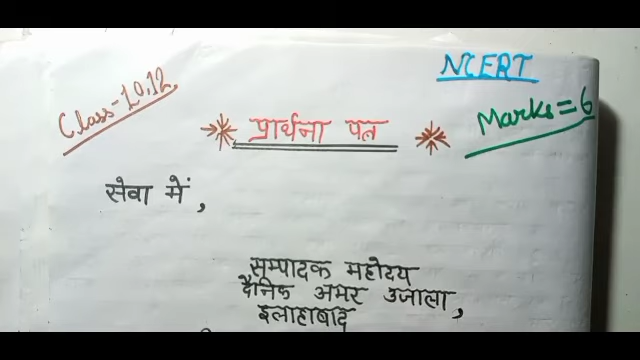 NCERT
Class-10,12
Marks=6
प्रार्थना पत्र
सेवा में,
सम्पादक महोदय
दैनिक अमर उजाला,
इलाहाबाद